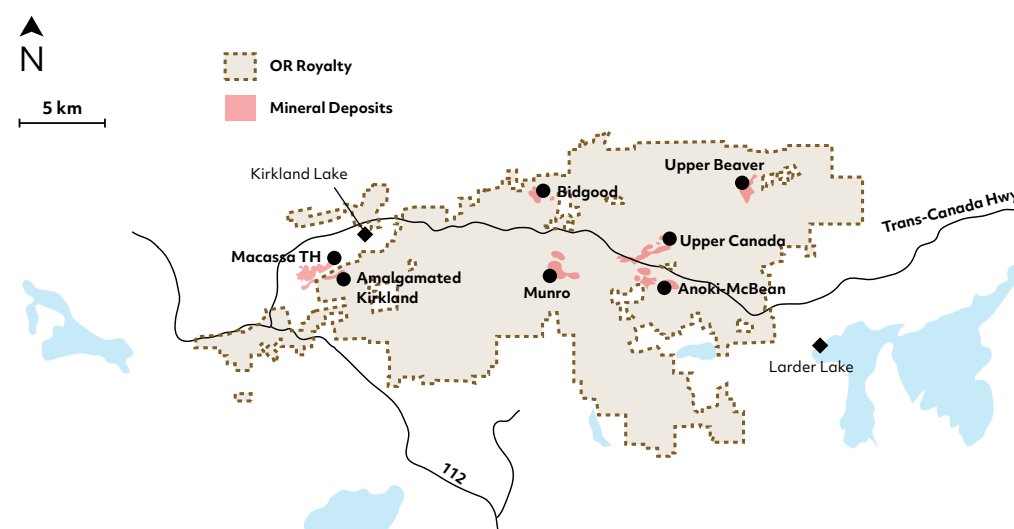 N
5 km
OR Royalty
Mineral Deposits
Kirkland Lake
Upper Beaver
Bidgood
Trans-Canada Hwy
Macassa TH
Upper Canada
Amalgamated
Kirkland
Munro
Anoki-McBean
Larder Lake
112